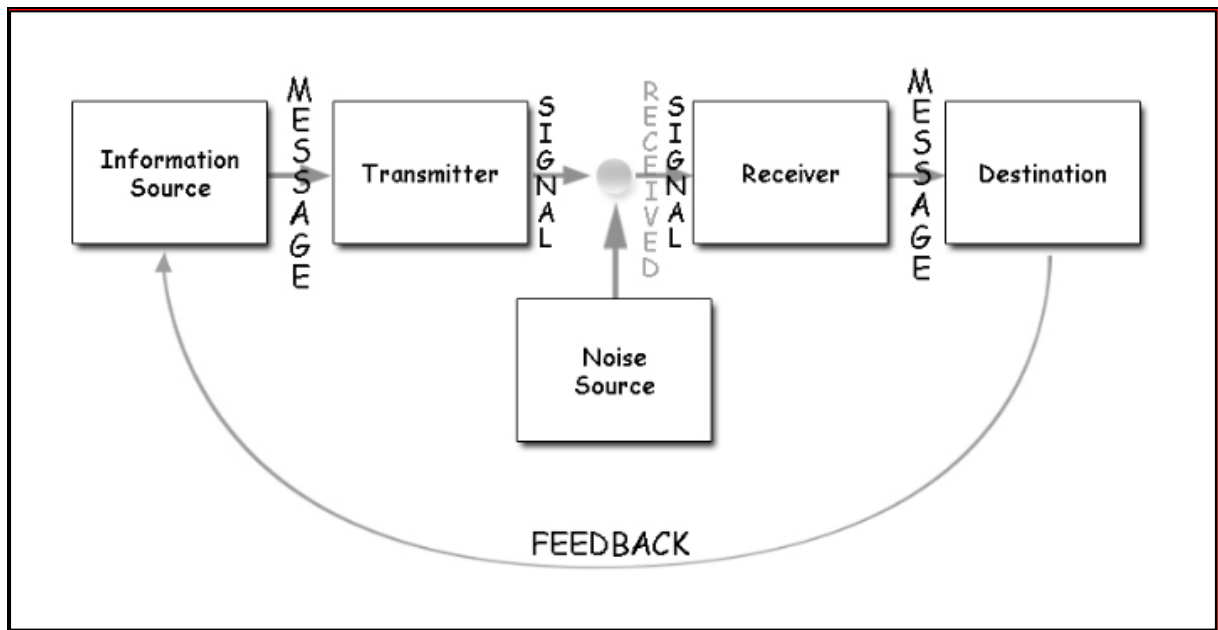 Information
Source
MESSAGE
Transmitter
SIGNAL
RECEIVED
SIGNAL
Receiver
MESSAGE
Destination
Noise
Source
FEEDBACK